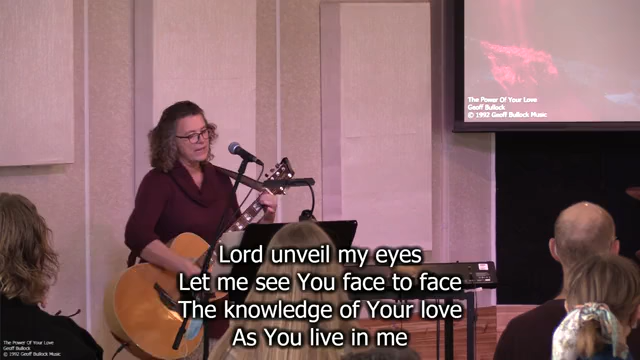 The Power Of Your Love
Geoff Bullock
© 1992 Geoff Bullock Music
Lord unveil my eyes
Let me see You face to face
The knowledge of Your love
As You live in me
The Power Of Your Love
Geoff Bullock
© 1992 Geoff Bullock Music